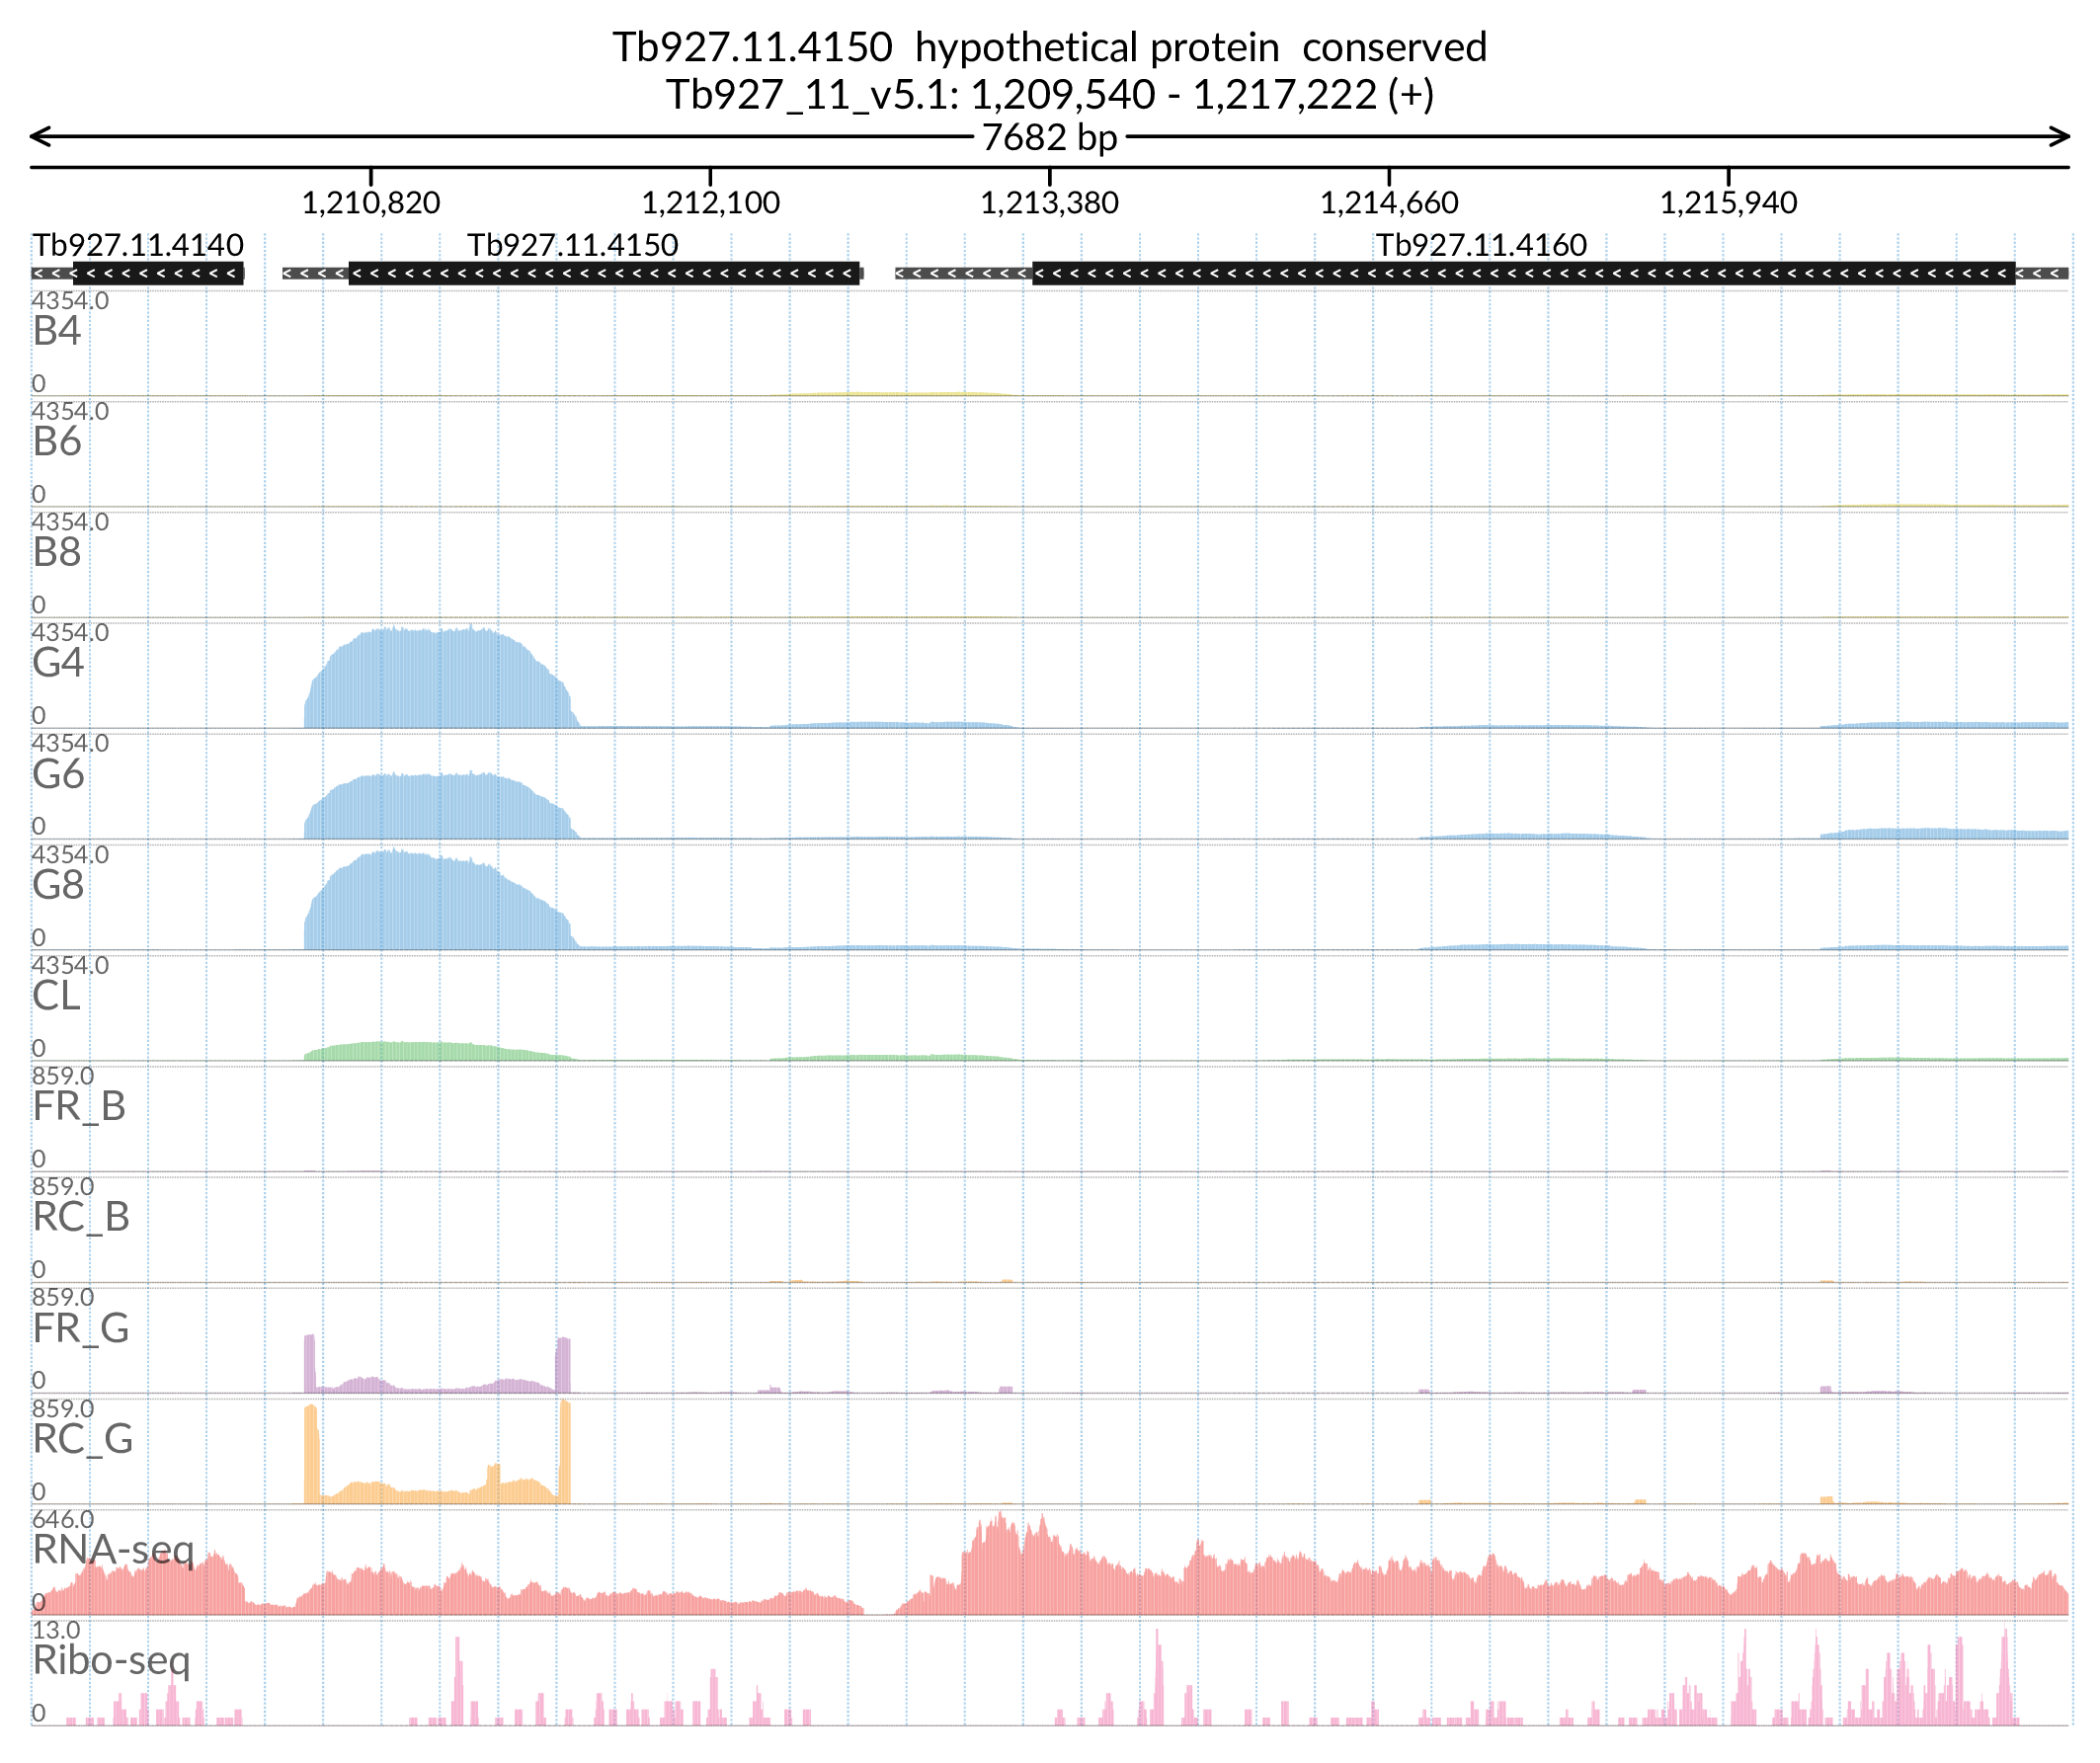 Tb927.11.4150  hypothetical protein  conserved
Tb927_11_v5.1: 1,209,540 - 1,217,222 (+)
7682 bp
1,210,820 1,212,100 1,213,380 1,214,660 1,215,940
Tb927.11.4140 Tb927.11.4150 Tb927.11.4160
4354.0
B4
0
4354.0
B6
0
4354.0
B8
0
4354.0
G4
0
4354.0
G6
0
4354.0
G8
0
4354.0
CL
0
859.0
FR_B
0
859.0
RC_B
0
859.0
FR_G
0
859.0
RC_G
0
646.0
RNA-seq
0
13.0
Ribo-seq
0